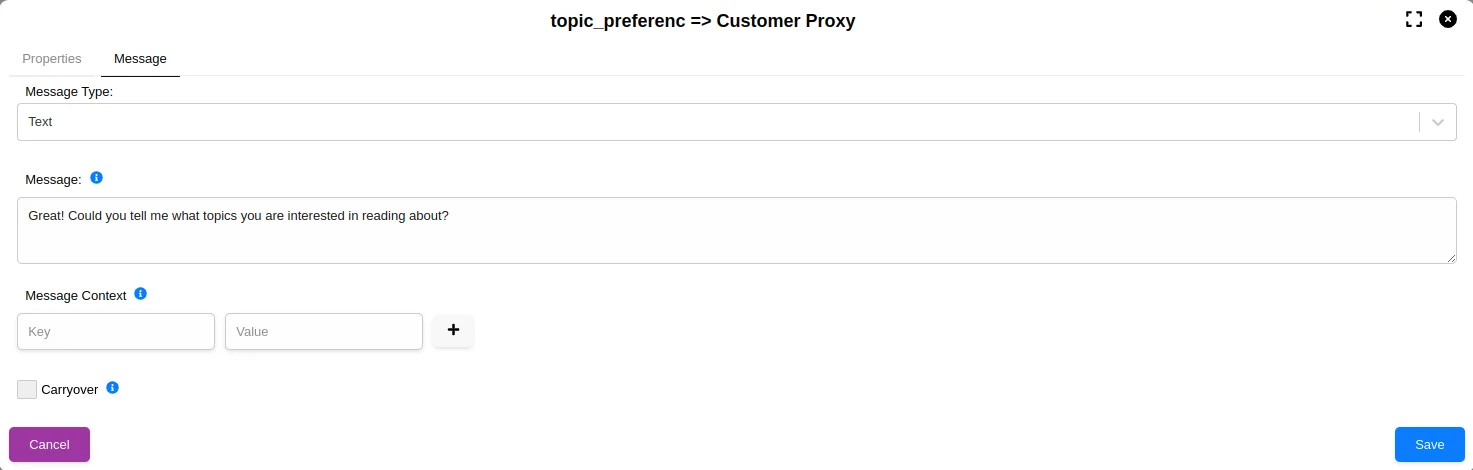 topic_preferenc => Customer Proxy
Properties Message
Message Type:
Text
Message:
Great! Could you tell me what topics you are interested in reading about?
Message Context
Key Value +
Carryover
Cancel Save